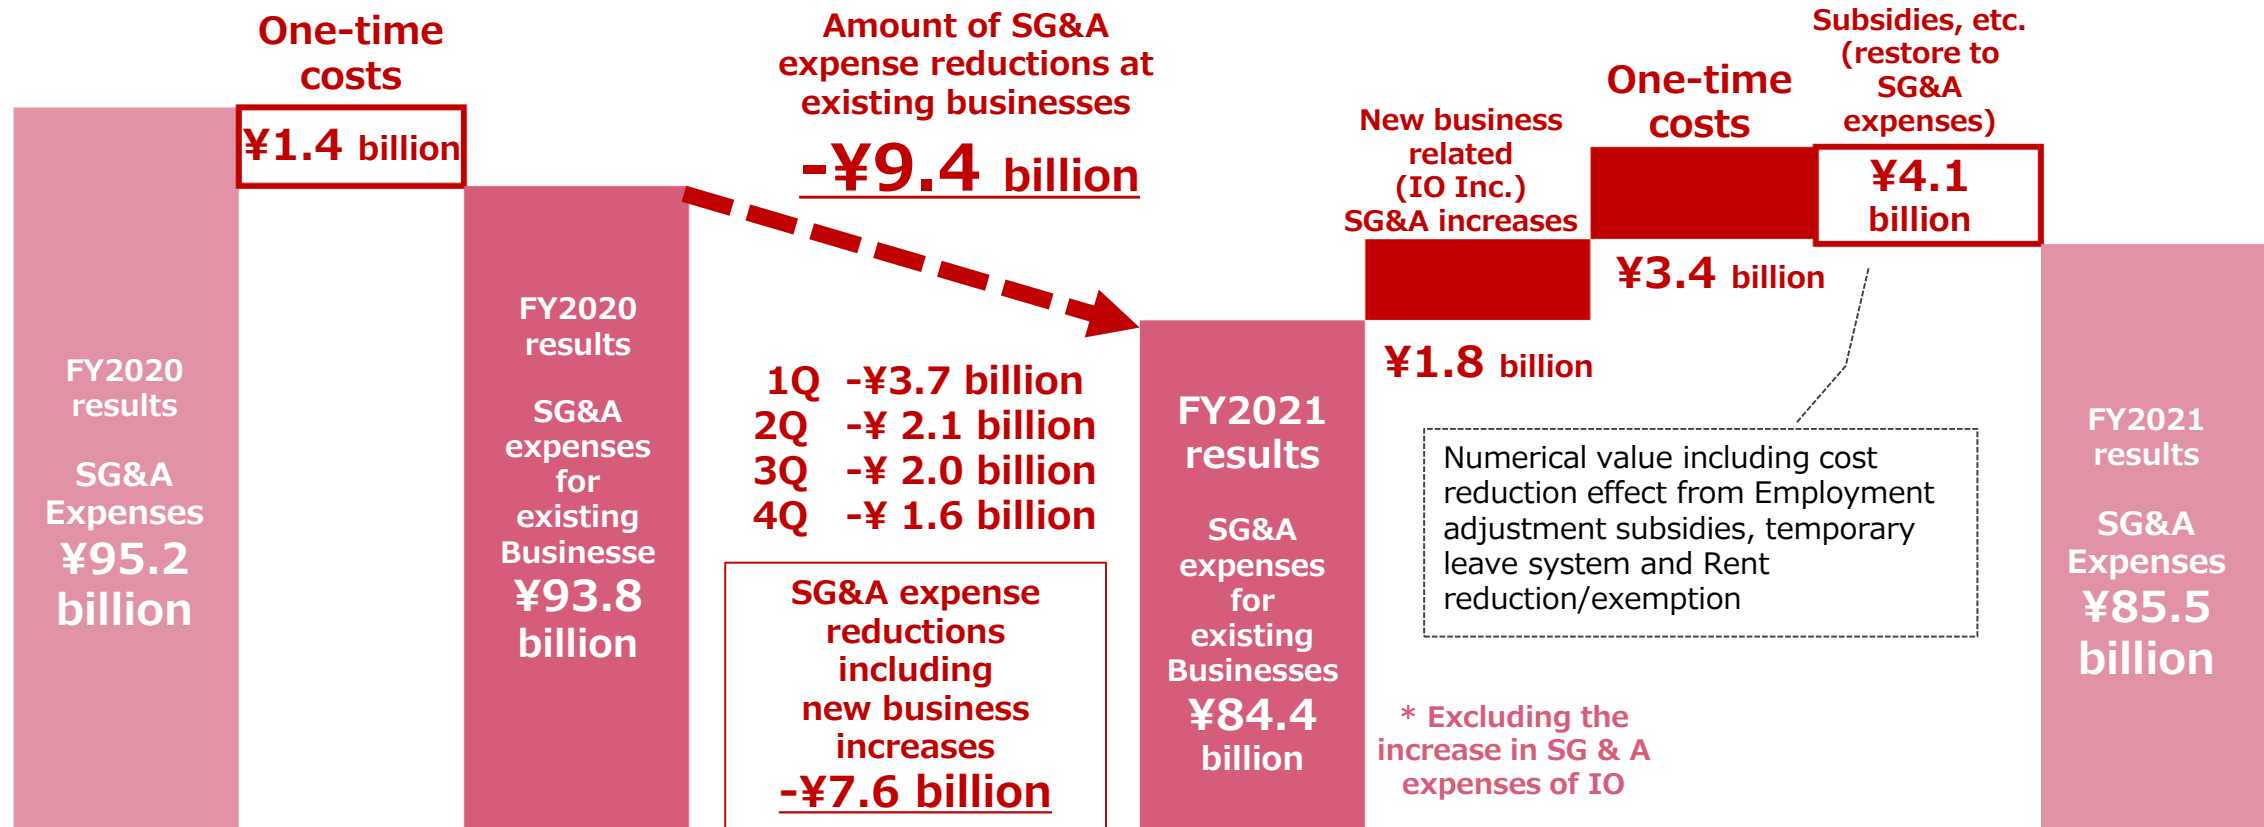 One-time
costs
¥1.4 billion
FY2020
results
SG&A
Expenses
¥95.2
billion
FY2020
results
SG&A
expenses
for
existing
Businesse
¥93.8
billion
Amount of SG&A
expense reductions at
existing businesses
-¥9.4 billion
1Q -¥3.7 billion
2Q -¥ 2.1 billion
3Q -¥ 2.0 billion
4Q -¥ 1.6 billion
SG&A expense
reductions
including
new business
increases
-¥7.6 billion
FY2021
results
SG&A
expenses
for
existing
Businesses
¥84.4
billion
New business
related
(IO Inc.)
SG&A increases
¥1.8 billion
One-time
costs
¥3.4 billion
Subsidies, etc.
(restore to
SG&A
expenses)
¥4.1
billion
Numerical value including cost
reduction effect from Employment
adjustment subsidies, temporary
leave system and Rent
reduction/exemption
* Excluding the
increase in SG & A
expenses of IO
FY2021
results
SG&A
Expenses
¥85.5
billion